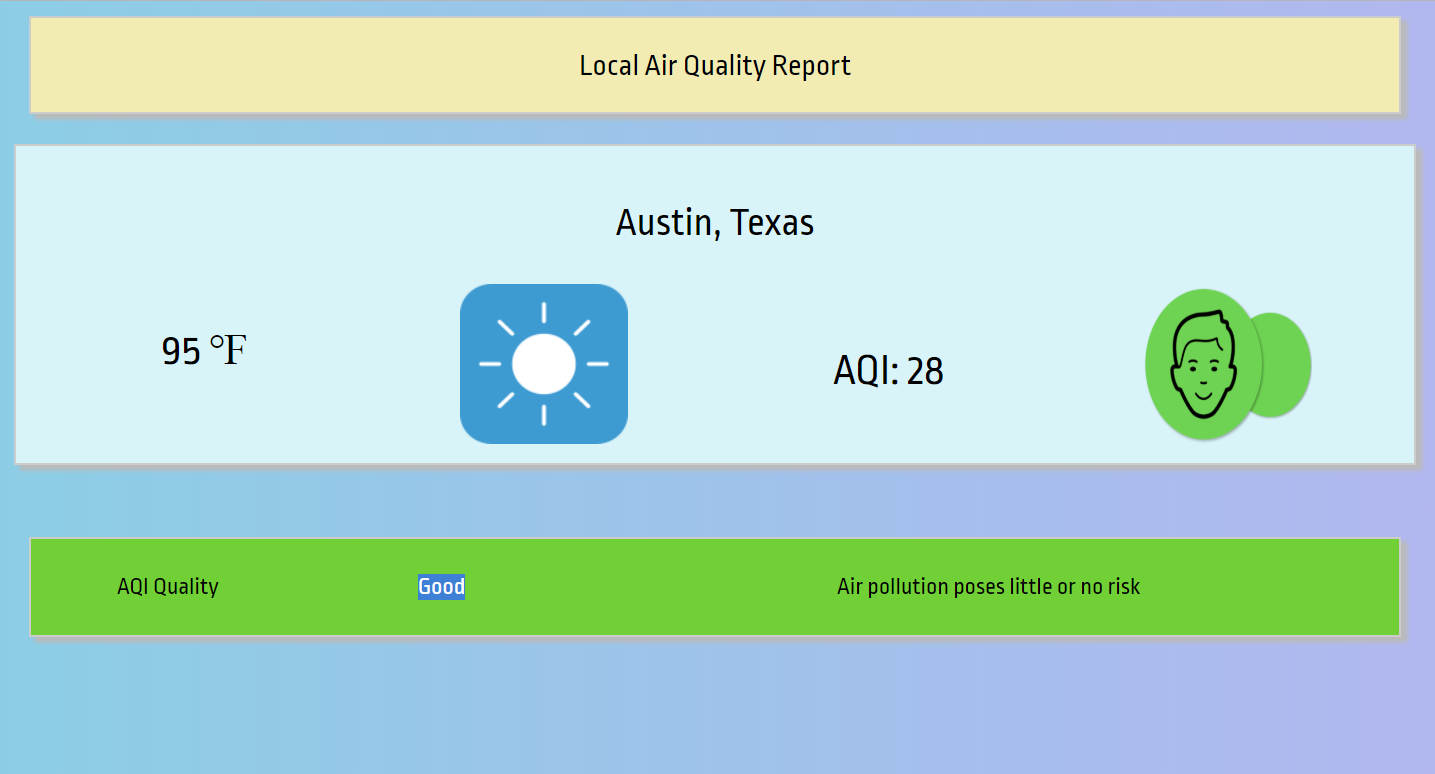 Local Air Quality Report
Austin, Texas
95 °F
AQI: 28
AQI Quality
Good
Air pollution poses little or no risk